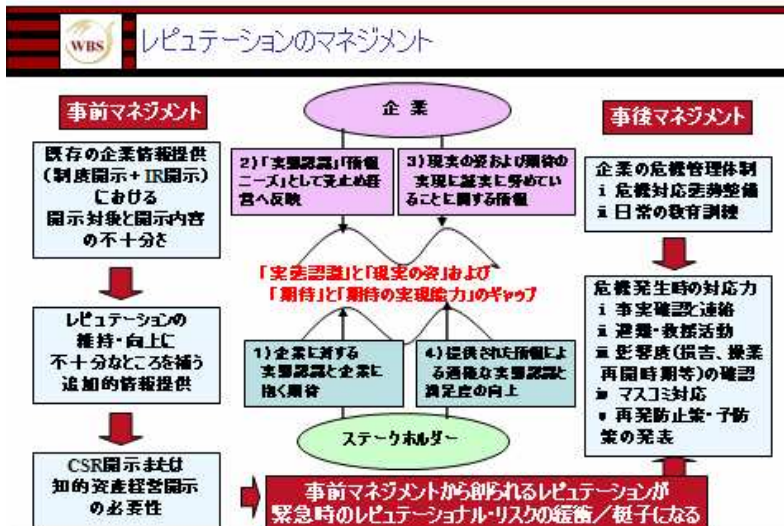 WBS
レピュテーションのマネジメント
事前マネジメント
既存の企業情報提供
(制度開示+IR開示)
における
開示対象と開示内容
の不十分さ
レピュテーションの
維持・向上に
不十分なところを補う
追加的情報提供
CSR開示または
知的資産経営開示
の必要性
企 業
2)「実態認識」「情報
ニーズ」として受止め経
営へ反映
3)現実の姿および期待の
実現に誠実に努めてい
ることに関する情報
「実態認識」と「現実の姿」および
「期待」と「期待の実現能力」のギャップ
1)企業に対する
実態認識と企業に
抱く期待
4)提供された情報によ
る適確な実態認識と
満足度の向上
ステークホルダー
事後マネジメント
企業の危機管理体制
ⅰ 危機対応整備
ⅱ 日常の教育訓練
危機発生時の対応力
ⅰ 事実確認と連絡
ⅱ 避難・救援活動
ⅲ 影響度(損害、操業
再開時期等)の確認
ⅳ マスコミ対応
ⅴ 再発防止策・予防
策の発表
事前マネジメントから創られるレピュテーションが
緊急時のレピュテーショナル・リスクの緩衝/梃子になる